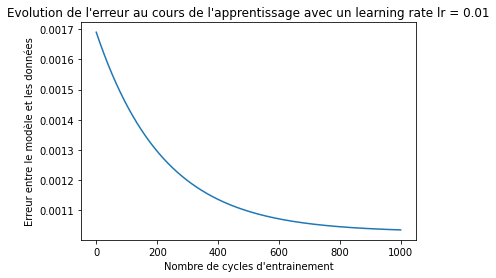 Evolution de l'erreur au cours de l'apprentissage avec un learning rate lr = 0.01
0.0017
0.0016
0.0015
0.0014
0.0013
0.0012
0.0011
Erreur entre le modèle et les données
0 200 400 600 800 1000
Nombre de cycles d'entrainement